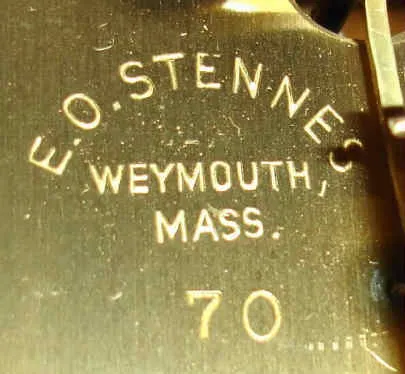 E.O. STENNES
WEYMOUTH,
MASS.
70